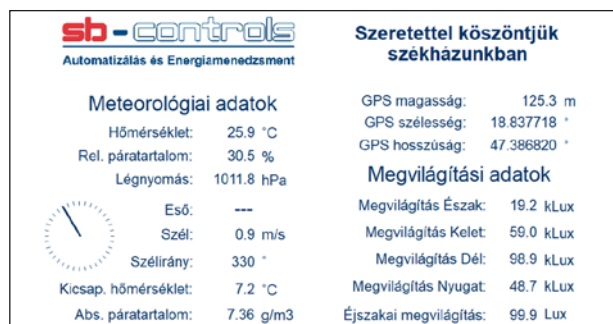 sb-controls
Automatizálás és Energiamenedzsment
Szeretettel köszöntjük
székházunkban
Meteorológiai adatok
Hőmérséklet: 25.9 °C
Rel. páratartalom: 30.5 %
Légnyomás: 1011.8 hPa
Eső: ---
Szél: 0.9 m/s
Szélirány: 330 °
Kicsap. hőmérséklet: 7.2 °C
Abs. páratartalom: 7.36 g/m3
GPS magasság: 125.3 m
GPS szélesség: 18.837718 °
GPS hosszúság: 47.386820 °
Megvilágítási adatok
Megvilágítás Észak: 19.2 kLux
Megvilágítás Kelet: 59.0 kLux
Megvilágítás Dél: 98.9 kLux
Megvilágítás Nyugat: 48.7 kLux
Éjszakai megvilágítás: 99.9 Lux